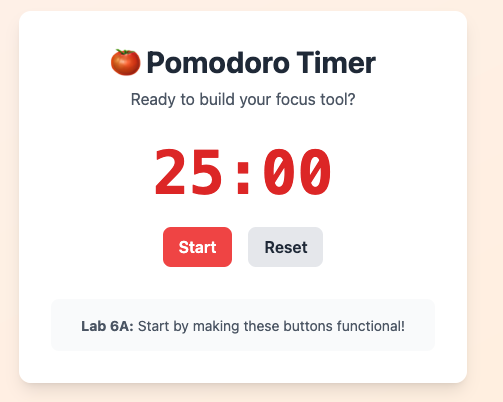 🍅 Pomodoro Timer
Ready to build your focus tool?
25:00
Start Reset
Lab 6A: Start by making these buttons functional!